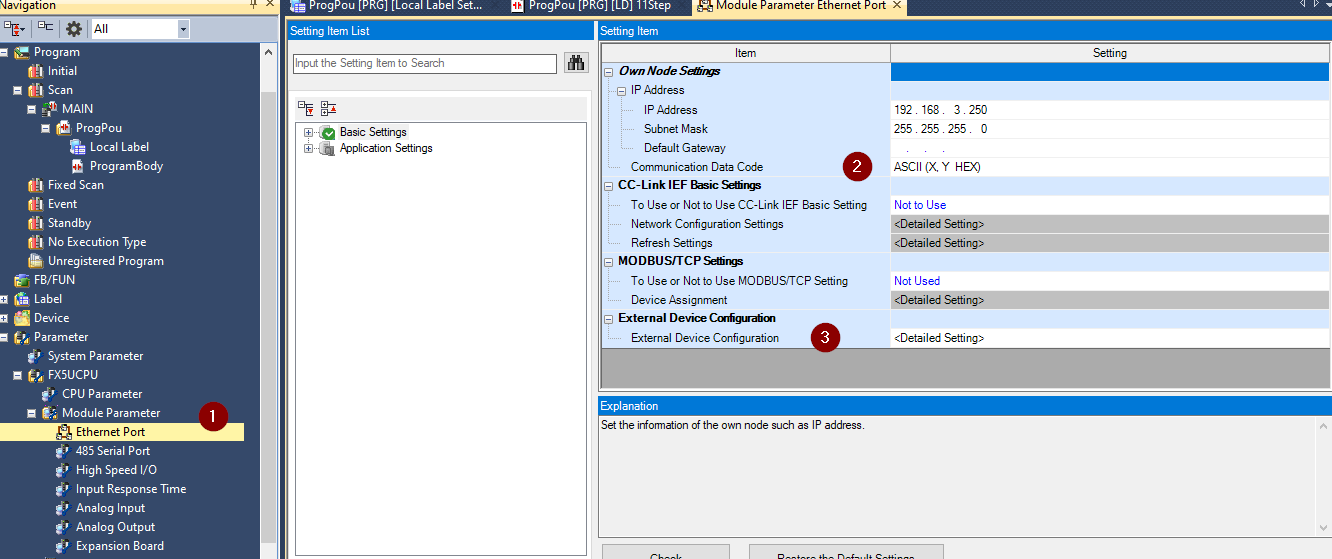 Navigation
All
Program
Initial
Scan
MAIN
ProgPou
Local Label
ProgramBody
Fixed Scan
Event
Standby
No Execution Type
Unregistered Program
FB/FUN
Label
Device
Parameter
System Parameter
FX5UCPU
CPU Parameter
Module Parameter
1
Ethernet Port
485 Serial Port
High Speed I/O
Input Response Time
Analog Input
Analog Output
Expansion Board
ProgPou [PRG] [Local Label Set...
ProgPou [PRG] [LD] 11Step
Module Parameter Ethernet Port
Setting Item List
Input the Setting Item to Search
Basic Settings
Application Settings
Setting Item
Item Setting
Own Node Settings
IP Address
IP Address 192 . 168 . 3 . 250
Subnet Mask 255 . 255 . 255 . 0
Default Gateway . . .
Communication Data Code 2 ASCII (X, Y HEX)
CC-Link IEF Basic Settings
To Use or Not to Use CC-Link IEF Basic Setting Not to Use
Network Configuration Settings <Detailed Setting>
Refresh Settings <Detailed Setting>
MODBUS/TCP Settings
To Use or Not to Use MODBUS/TCP Setting Not Used
Device Assignment <Detailed Setting>
External Device Configuration
External Device Configuration 3 <Detailed Setting>
Explanation
Set the information of the own node such as IP address.
Check Restore the Default Settings